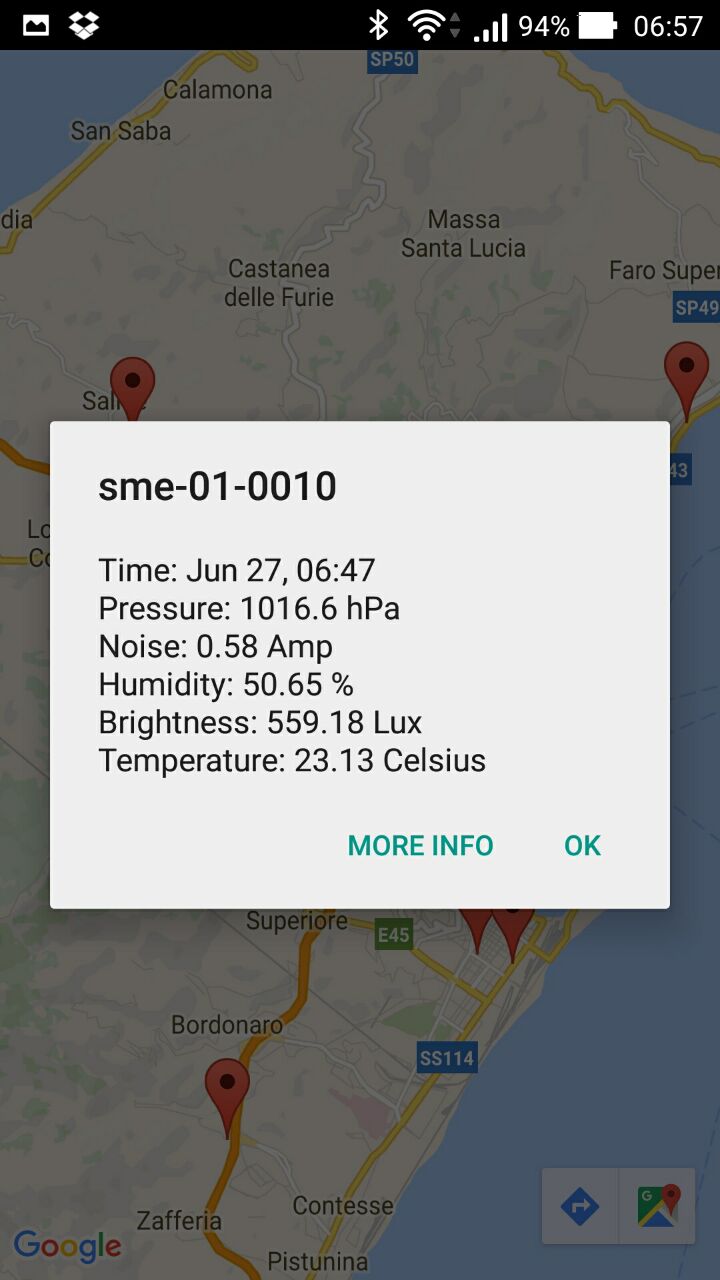 94% 06:57
SP50
Calamona
San Saba
dia
Massa
Santa Lucia
Castanea
delle Furie
Faro Super
SP49
Sal
43
Lo
Co
sme-01-0010
Time: Jun 27, 06:47
Pressure: 1016.6 hPa
Noise: 0.58 Amp
Humidity: 50.65 %
Brightness: 559.18 Lux
Temperature: 23.13 Celsius
MORE INFO OK
Superiore
E45
Bordonaro
SS114
Contesse
Zafferia
Google
Pistunina
G